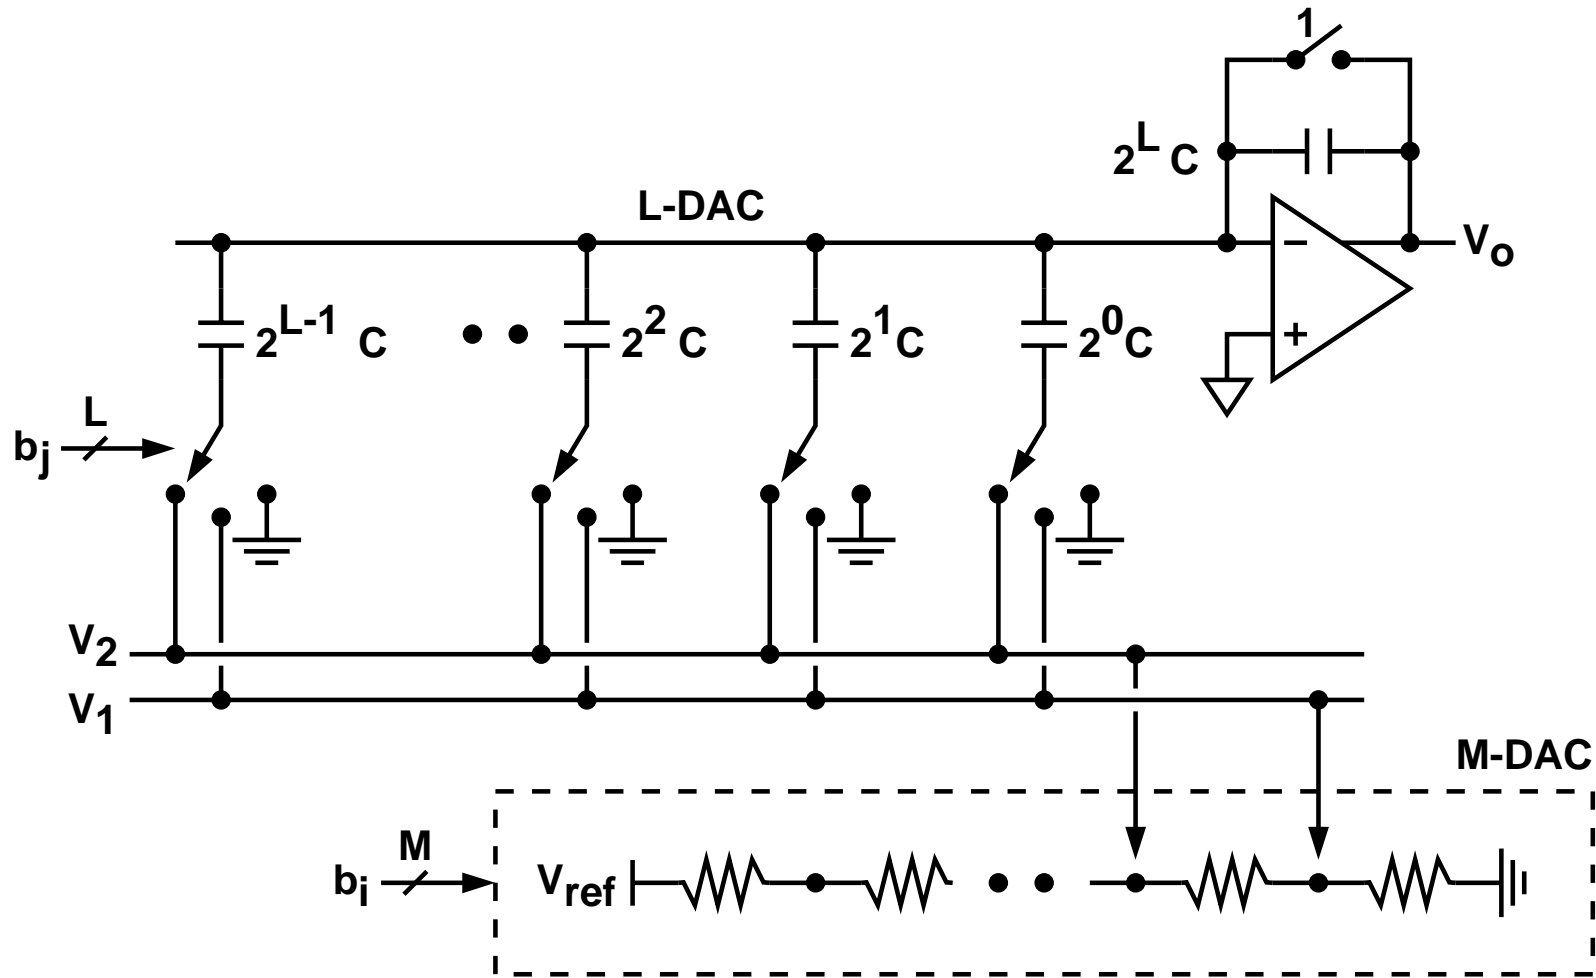 1
2^L C
L-DAC
− V_o
2^{L-1} C 2^2 C 2^1 C 2^0 C +
L
b_j
V_2
V_1
M-DAC
M
b_i V_ref